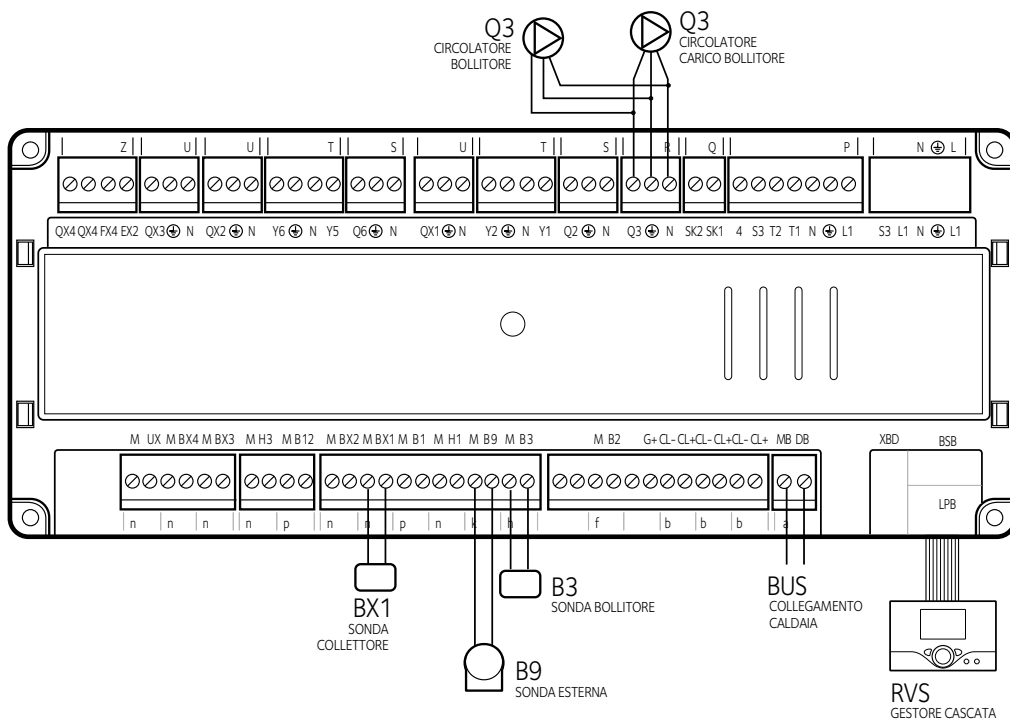 Q3
CIRCOLATORE
BOLLITORE
Q3
CIRCOLATORE
CARICO BOLLITORE
Z U U T S U T S R Q P N L
QX4 QX4 FX4 EX2 QX3 N QX2 N Y6 N Y5 Q6 N QX1 N Y2 N Y1 Q2 N Q3 N SK2 SK1 4 S3 T2 T1 N L1 S3 L1 N L1
M UX M BX4 M BX3 M H3 M B12 M BX2 M BX1 M B1 M H1 M B9 M B3 M B2 G+ CL- CL+ CL- CL+ CL- CL+ MB DB XBD BSB
LPB
n n n n p n n p n k h f b b b a
BX1
SONDA
COLLETTORE
B9
SONDA ESTERNA
B3
SONDA BOLLITORE
BUS
COLLEGAMENTO
CALDAIA
RVS
GESTORE CASCATA